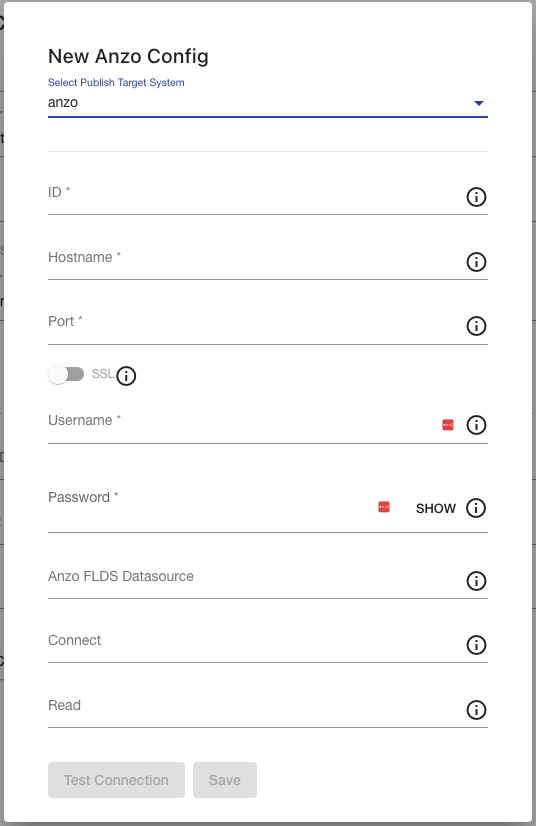 New Anzo Config
Select Publish Target System
anzo
ID *
Hostname *
Port *
SSL
Username *
Password *
SHOW
Anzo FLDS Datasource
Connect
Read
Test Connection
Save